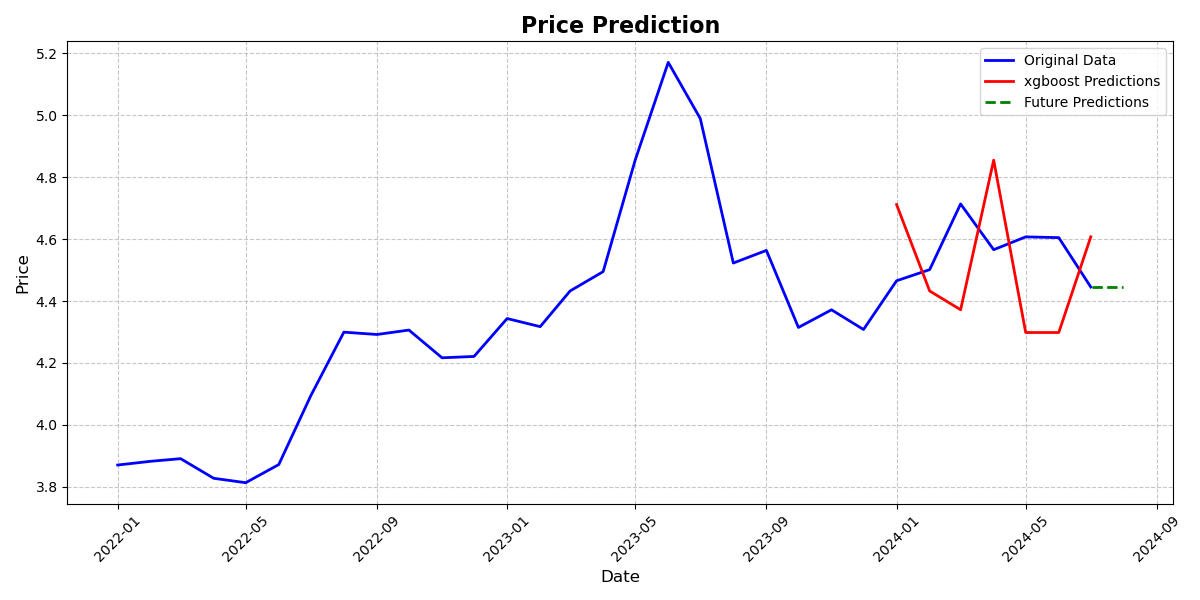 Price Prediction
Original Data
xgboost Predictions
Future Predictions
Price
5.2
5.0
4.8
4.6
4.4
4.2
4.0
3.8
2022-01
2022-05
2022-09
2023-01
2023-05
2023-09
2024-01
2024-05
2024-09
Date